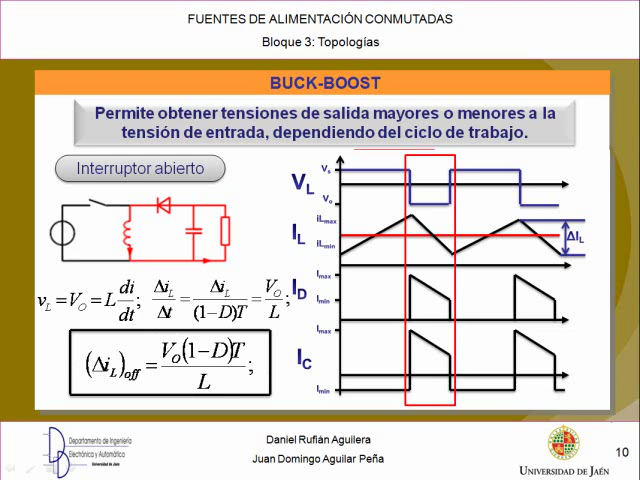 FUENTES DE ALIMENTACIÓN CONMUTADAS
Bloque 3: Topologías
BUCK-BOOST
Permite obtener tensiones de salida mayores o menores a la
tensión de entrada, dependiendo del ciclo de trabajo.
Interruptor abierto
v_L = V_O = L di/dt; Δi_L/Δt = Δi_L/(1−D)T = V_O/L;
(Δi_L)_off = V_O(1−D)T/L;
V_L
V_s
V_o
I_L
iL_max
iL_min
ΔI_L
I_D
I_max
I_min
I_C
I_max
I_min
Departamento de Ingeniería
Electrónica y Automática
Universidad de Jaén
Daniel Rufián Aguilera
Juan Domingo Aguilar Peña
UNIVERSIDAD DE JAÉN
10